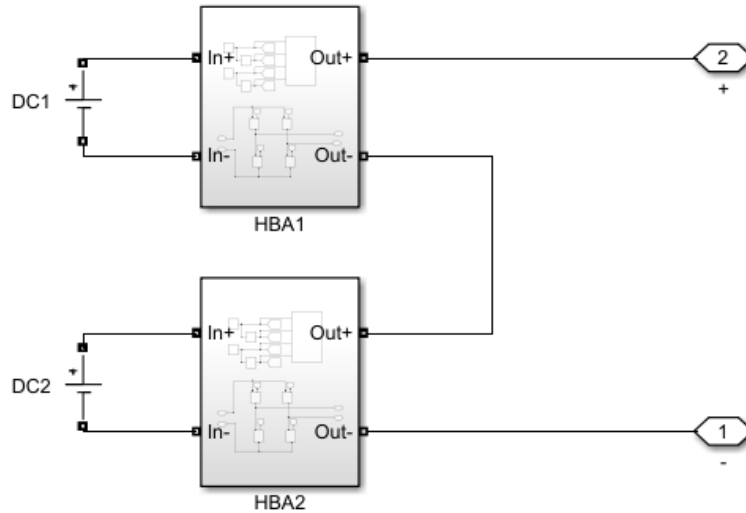 In+
Out+
2
+
DC1
+
In-
Out-
HBA1
In+
Out+
DC2
+
In-
Out-
1
-
HBA2